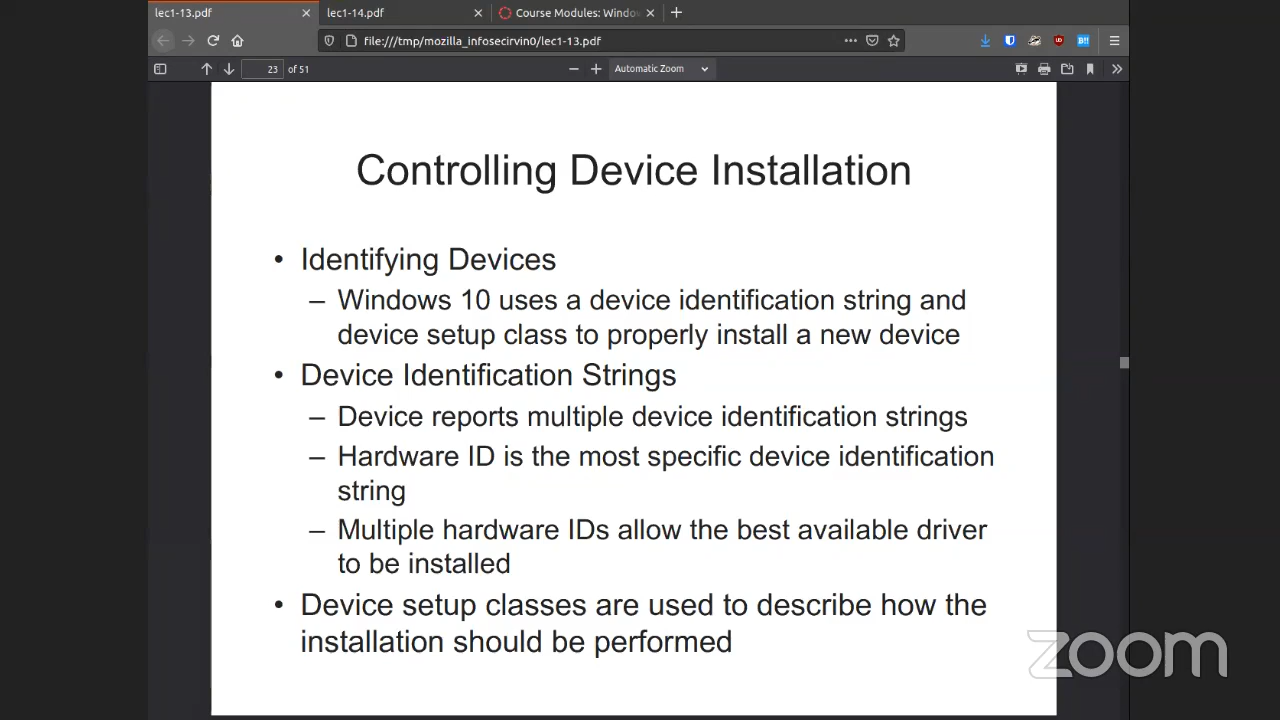 lec1-13.pdf
lec1-14.pdf
Course Modules: Windo
file:///tmp/mozilla_infosecirvin0/lec1-13.pdf
23 of 51
Automatic Zoom
Controlling Device Installation
• Identifying Devices
– Windows 10 uses a device identification string and
device setup class to properly install a new device
• Device Identification Strings
– Device reports multiple device identification strings
– Hardware ID is the most specific device identification
string
– Multiple hardware IDs allow the best available driver
to be installed
• Device setup classes are used to describe how the
installation should be performed
zoom